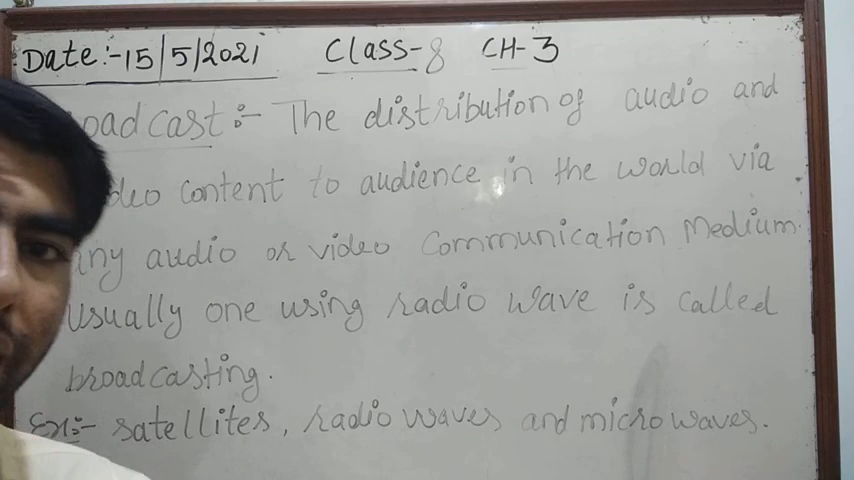 Date:-15/5/2021 Class-8 CH-3
oadcast:- The distribution of audio and
deo content to audience in the world via
any audio or video communication Medium.
Usually one using radio wave is called
broadcasting.
Ex:- satellites, radio waves and microwaves.